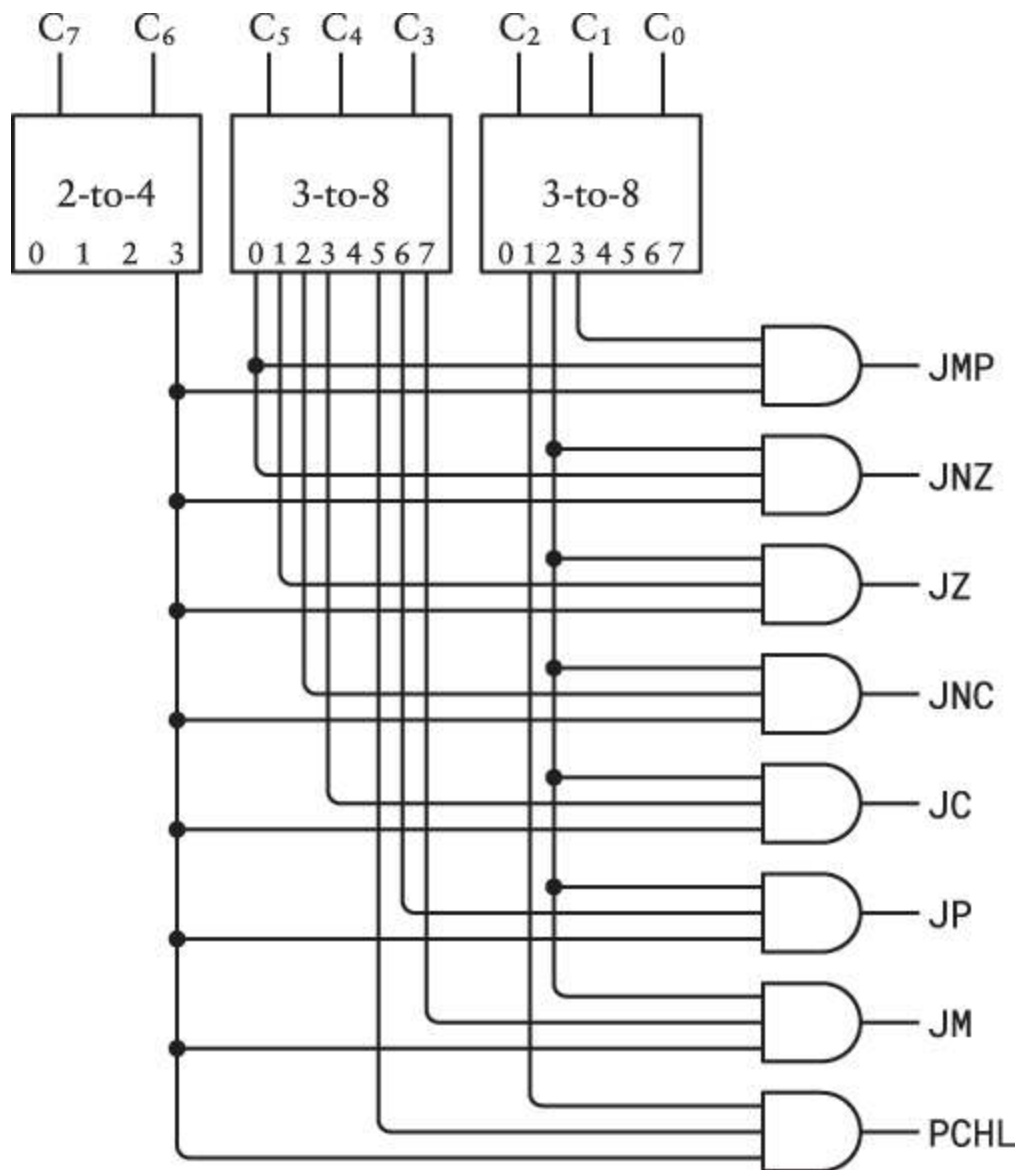 C₇ C₆ C₅ C₄ C₃ C₂ C₁ C₀
2-to-4 3-to-8 3-to-8
0 1 2 3 0 1 2 3 4 5 6 7 0 1 2 3 4 5 6 7
JMP
JNZ
JZ
JNC
JC
JP
JM
PCHL